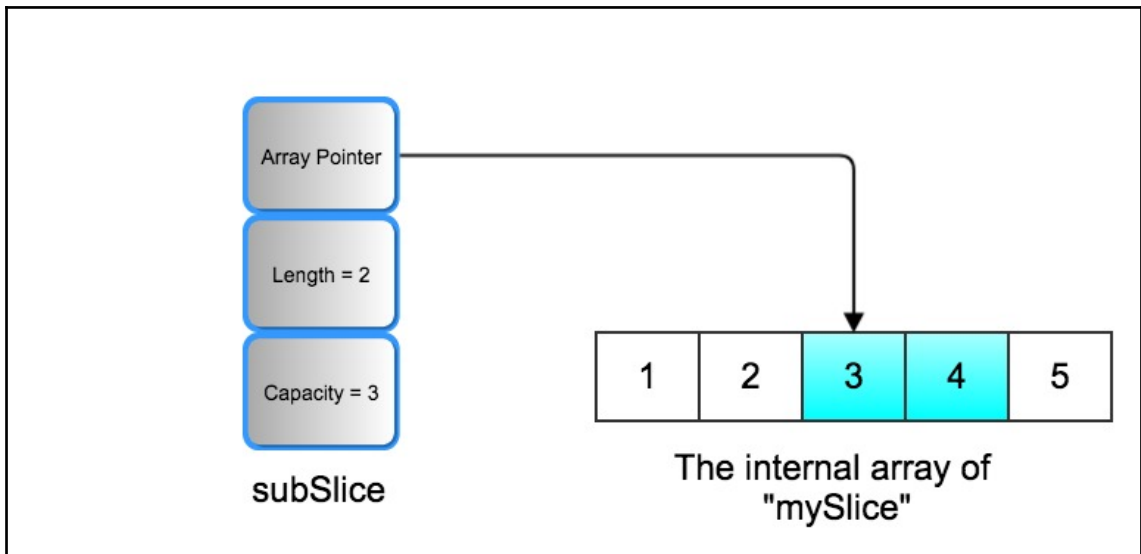 Array Pointer
Length = 2
Capacity = 3
subSlice
1 2 3 4 5
The internal array of
"mySlice"